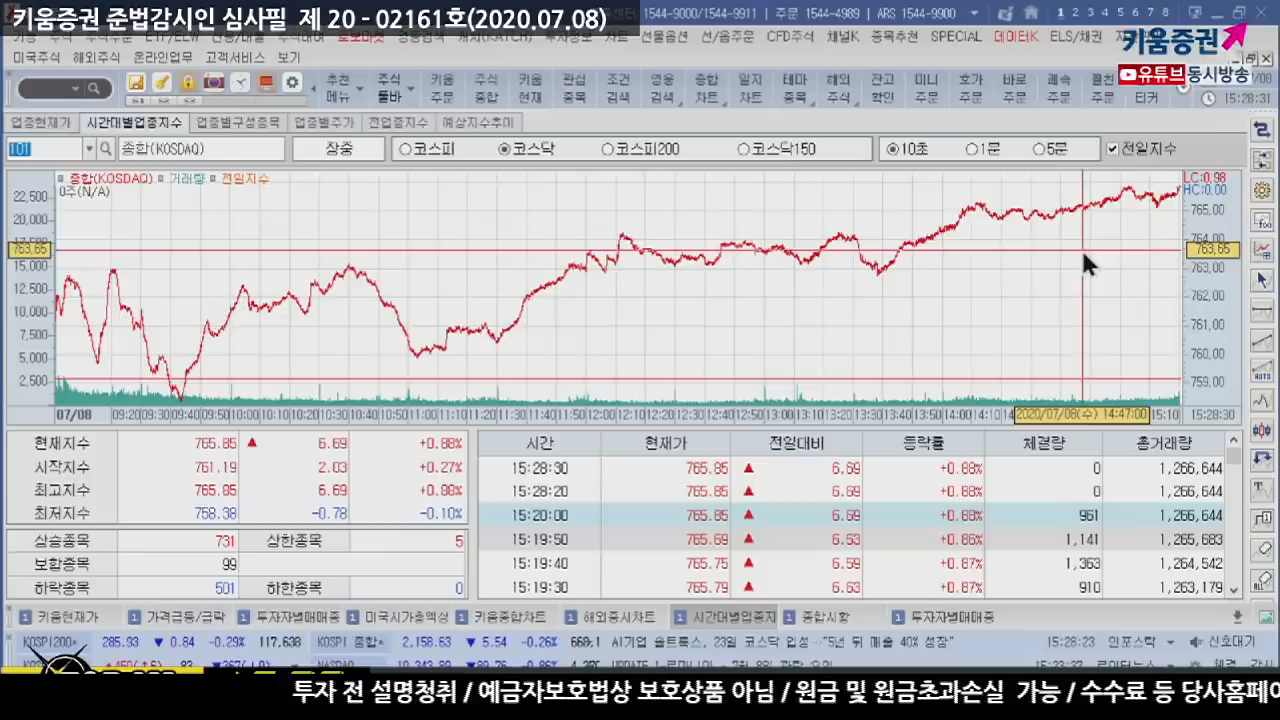 키움증권 준법감시인 심사필 제 20 - 02161호(2020.07.08)
1544-9000/1544-9911 | 주문 1544-4989 | ARS 1544-9900
1 2 3 4 5 6 7 8
키움증권
유튜브동시방송
선물옵션 선/옵주문 CFD주식 채널K 종목추천 SPECIAL 데이터K ELS/채권
미국주식 해외주식 온라인업무 고객서비스 보기
추천 주식 키움 주식 키움 관심 조건 영웅 종합 일지 테마 해외 잔고 미니 호가 바로 쾌속
메뉴 둘바 주문 종합 현재 종목 검색 검색 차트 차트 종목 주식 확인 주문 주문 주문 주문 주문 티커
15:28:31
업종현재가 시간대별업종지수 업종별구성종목 업종별주가 전업종지수 예상지수추이
101 종합(KOSDAQ) 장중 코스피 코스닥 코스피200 코스닥150 10초 1분 5분 전일지수
종합(KOSDAQ) 거래량 전일지수
0주(N/A)
LC:0.98
HC:0.00
22,500
20,000
763.65
15,000
12,500
10,000
7,500
5,000
2,500
765.00
763.65
763.00
762.00
761.00
760.00
759.00
07/08 09:20 09:30 09:40 09:50 10:00 10:10 10:20 10:30 10:40 10:50 11:00 11:10 11:20 11:30 11:40 11:50 12:00 12:10 12:20 12:30 12:40 12:50 13:00 13:10 13:20 13:30 13:40 13:50 14:00 14:10 2020/07/08(수) 14:47:00 15:10 15:28:30
현재지수 765.85 ▲ 6.69 +0.88%
시작지수 761.19 2.03 +0.27%
최고지수 765.85 6.69 +0.88%
최저지수 758.38 -0.78 -0.10%
상승종목 731 상한종목 5
보합종목 99
하락종목 501 하한종목 0
시간 현재가 전일대비 등락률 체결량 총거래량
15:28:30 765.85 ▲ 6.69 +0.88% 0 1,266,644
15:28:20 765.85 ▲ 6.69 +0.88% 0 1,266,644
15:20:00 765.85 ▲ 6.69 +0.88% 961 1,266,644
15:19:50 765.69 ▲ 6.53 +0.86% 1,141 1,265,683
15:19:40 765.75 ▲ 6.59 +0.87% 1,363 1,264,542
15:19:30 765.79 ▲ 6.63 +0.87% 910 1,263,179
1 키움현재가 1 가격급등/급락 1 투자자별매매종 1 미국시가총액상 1 키움종합차트 1 해외증시차트 1 시간대별업종지 1 종합시황 1 투자자별매매종
KOSPI200* 285.93 ▼ 0.84 -0.29% 117,638 KOSPI 종합* 2,158.63 ▼ 5.54 -0.26% AI기업 솔트룩스, 23일 코스닥 입성…"5년 뒤 매출 40% 성장" 15:28:23 인포스탁 신호대기
투자 전 설명청취 / 예금자보호법상 보호상품 아님 / 원금 및 원금초과손실 가능 / 수수료 등 당사홈페이